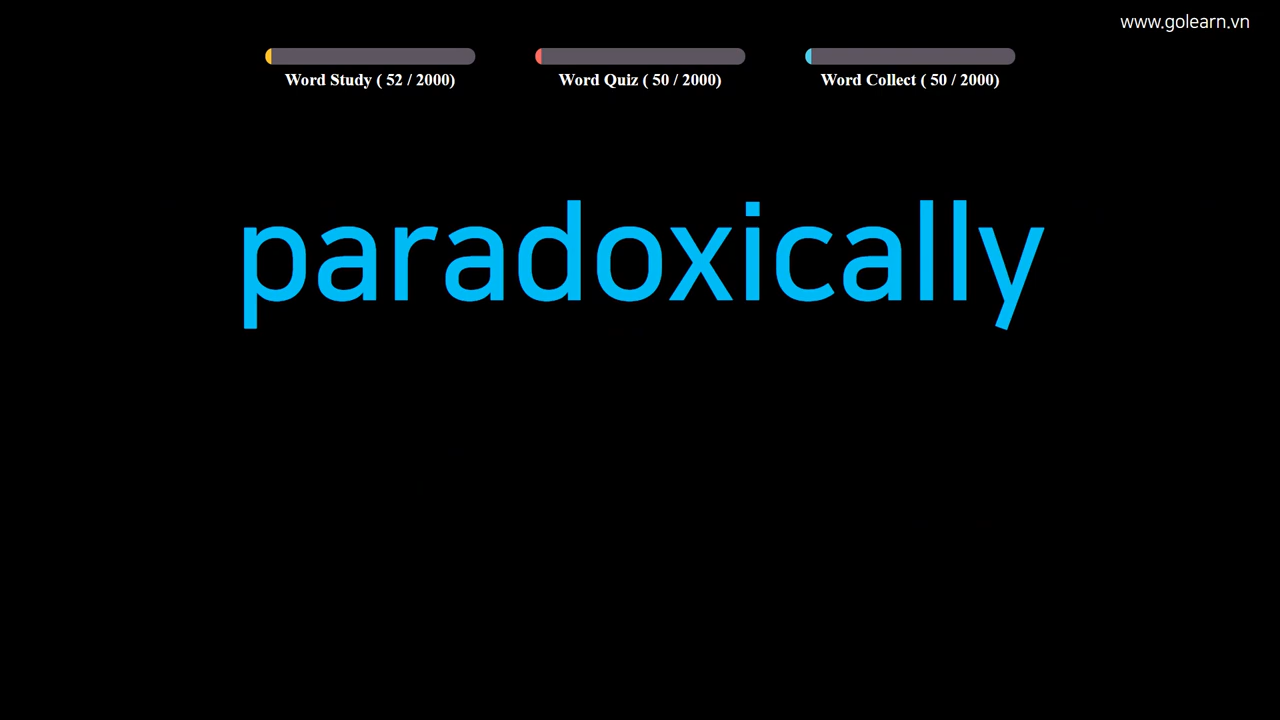 www.golearn.vn
Word Study ( 52 / 2000)
Word Quiz ( 50 / 2000)
Word Collect ( 50 / 2000)
paradoxically